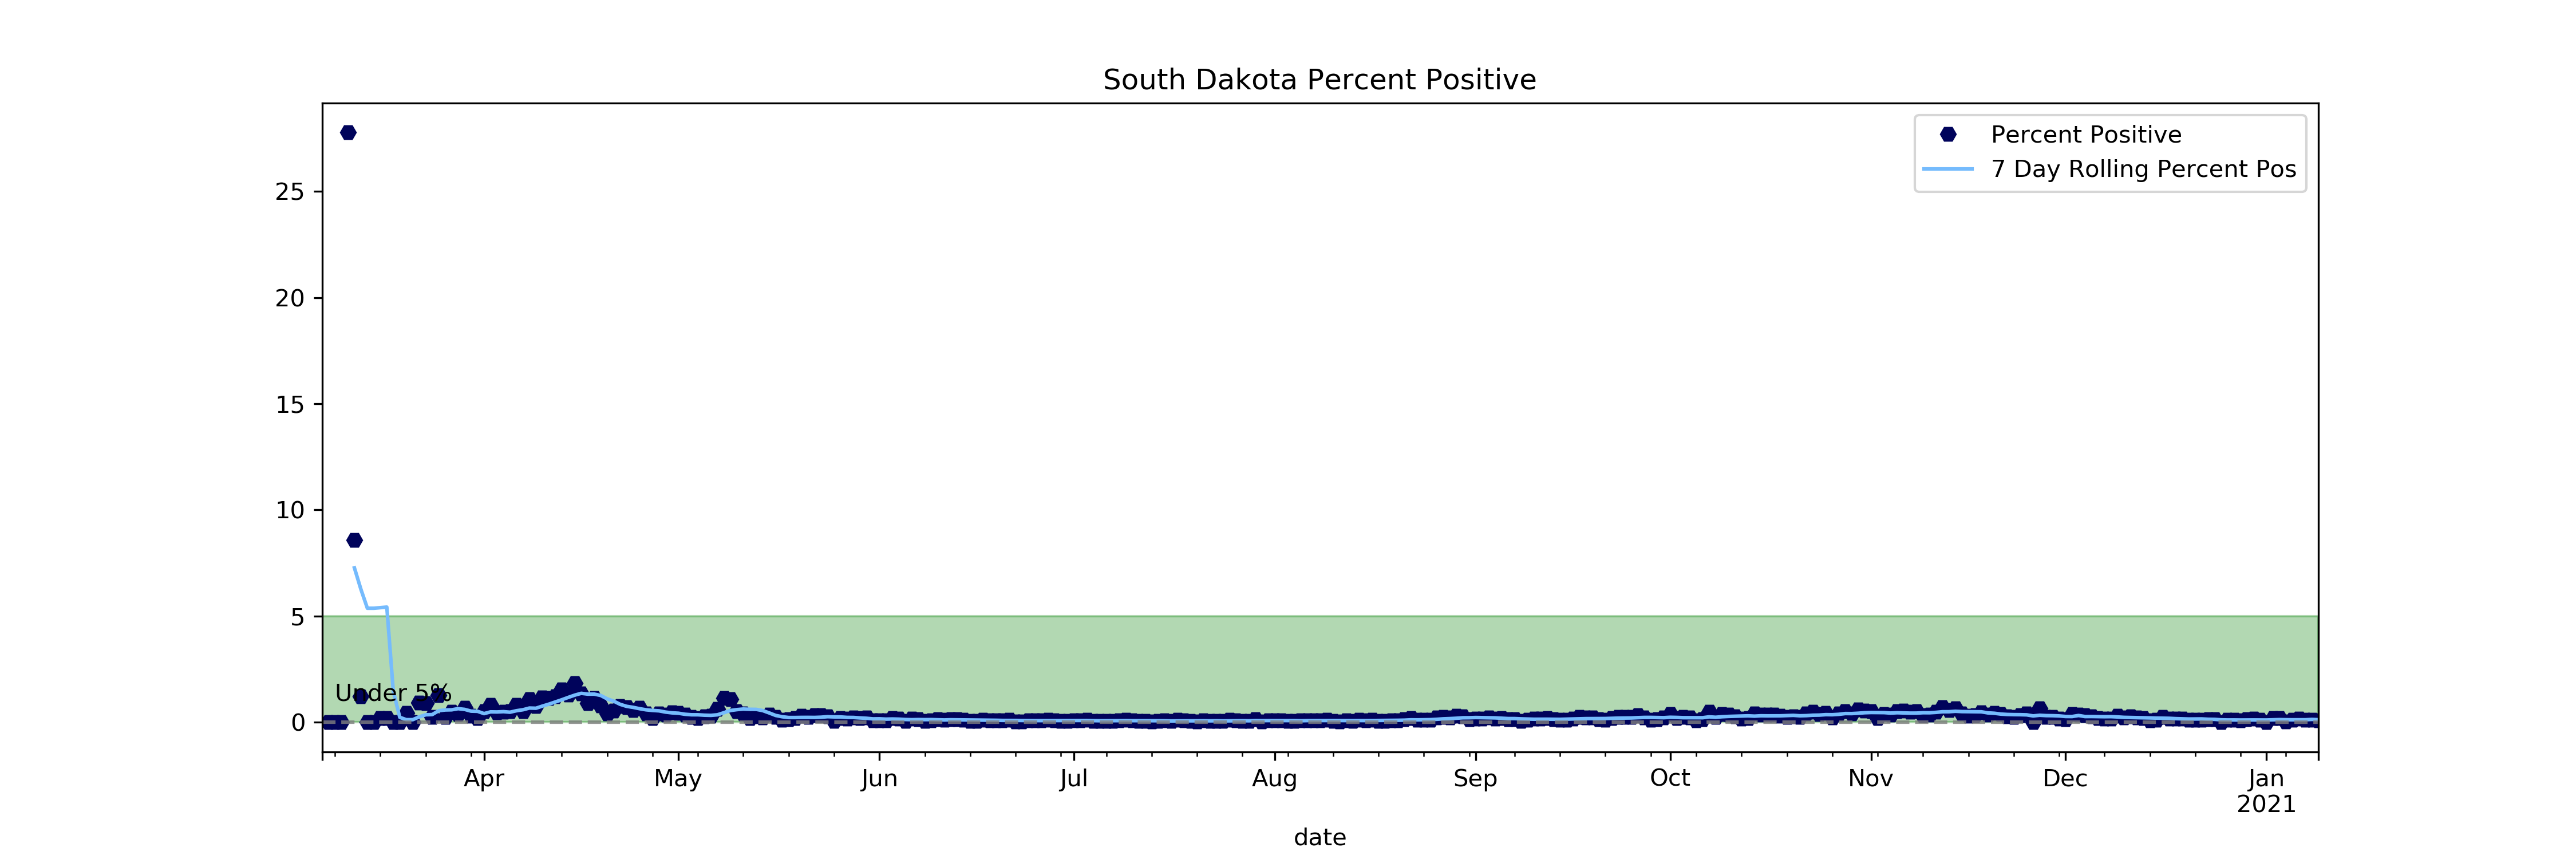 South Dakota Percent Positive
Percent Positive
7 Day Rolling Percent Pos
25
20
15
10
5
Under 5%
0
Apr May Jun Jul Aug Sep Oct Nov Dec Jan
2021
date